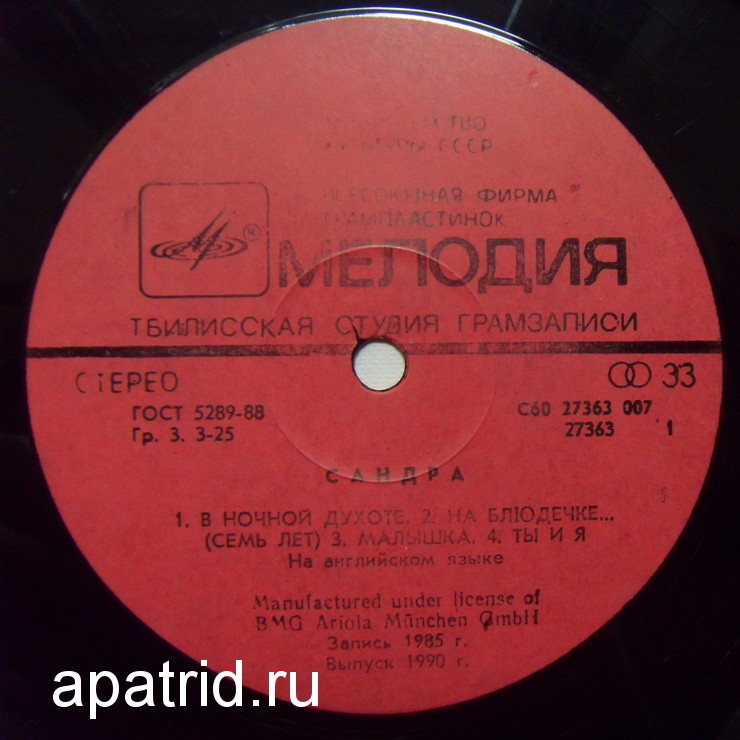 СССР
ВСЕСОЮЗНАЯ ФИРМА
ГРАМПЛАСТИНОК
МЕЛОДИЯ
ТБИЛИССКАЯ СТУДИЯ ГРАМЗАПИСИ
СТЕРЕО
33
ГОСТ 5289-88
Гр. 3. 3-25
С60 27363 007
27363 1
САНДРА
1. В НОЧНОЙ ДУХОТЕ. 2. НА БЛЮДЕЧКЕ...
(СЕМЬ ЛЕТ) 3. МАЛЫШКА. 4. ТЫ И Я
На английском языке
Manufactured under license of
BMG Ariola München GmbH
Запись 1985 г.
Выпуск 1990 г.
apatrid.ru